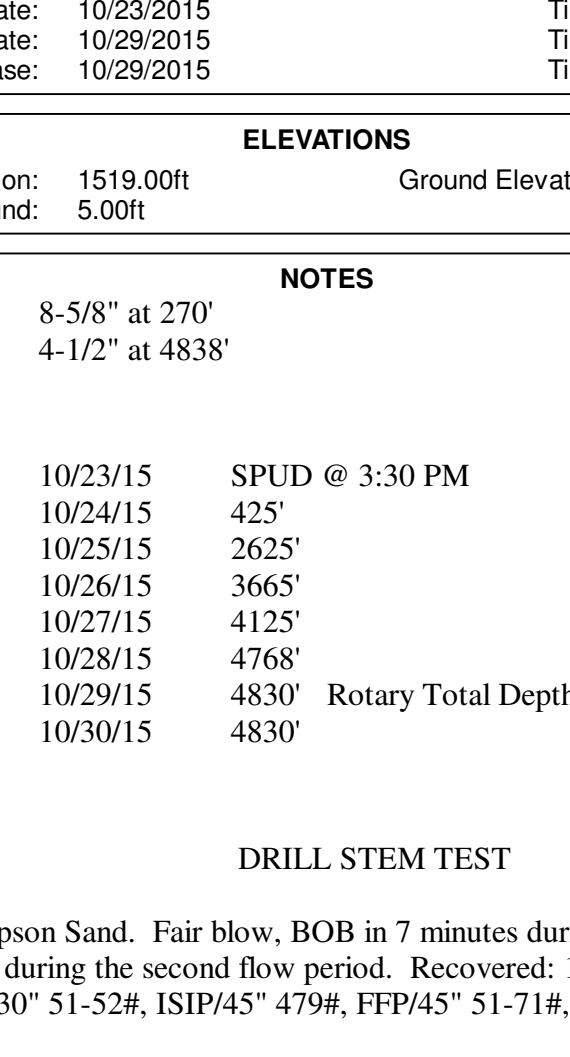 ate: 10/23/2015 Ti
ate: 10/29/2015 Ti
ase: 10/29/2015 Ti
ELEVATIONS
on: 1519.00ft Ground Elevat
und: 5.00ft
NOTES
8-5/8" at 270'
4-1/2" at 4838'
10/23/15 SPUD @ 3:30 PM
10/24/15 425'
10/25/15 2625'
10/26/15 3665'
10/27/15 4125'
10/28/15 4768'
10/29/15 4830' Rotary Total Depth
10/30/15 4830'
DRILL STEM TEST
pson Sand. Fair blow, BOB in 7 minutes dur
during the second flow period. Recovered: 1
30" 51-52#, ISIP/45" 479#, FFP/45" 51-71#,